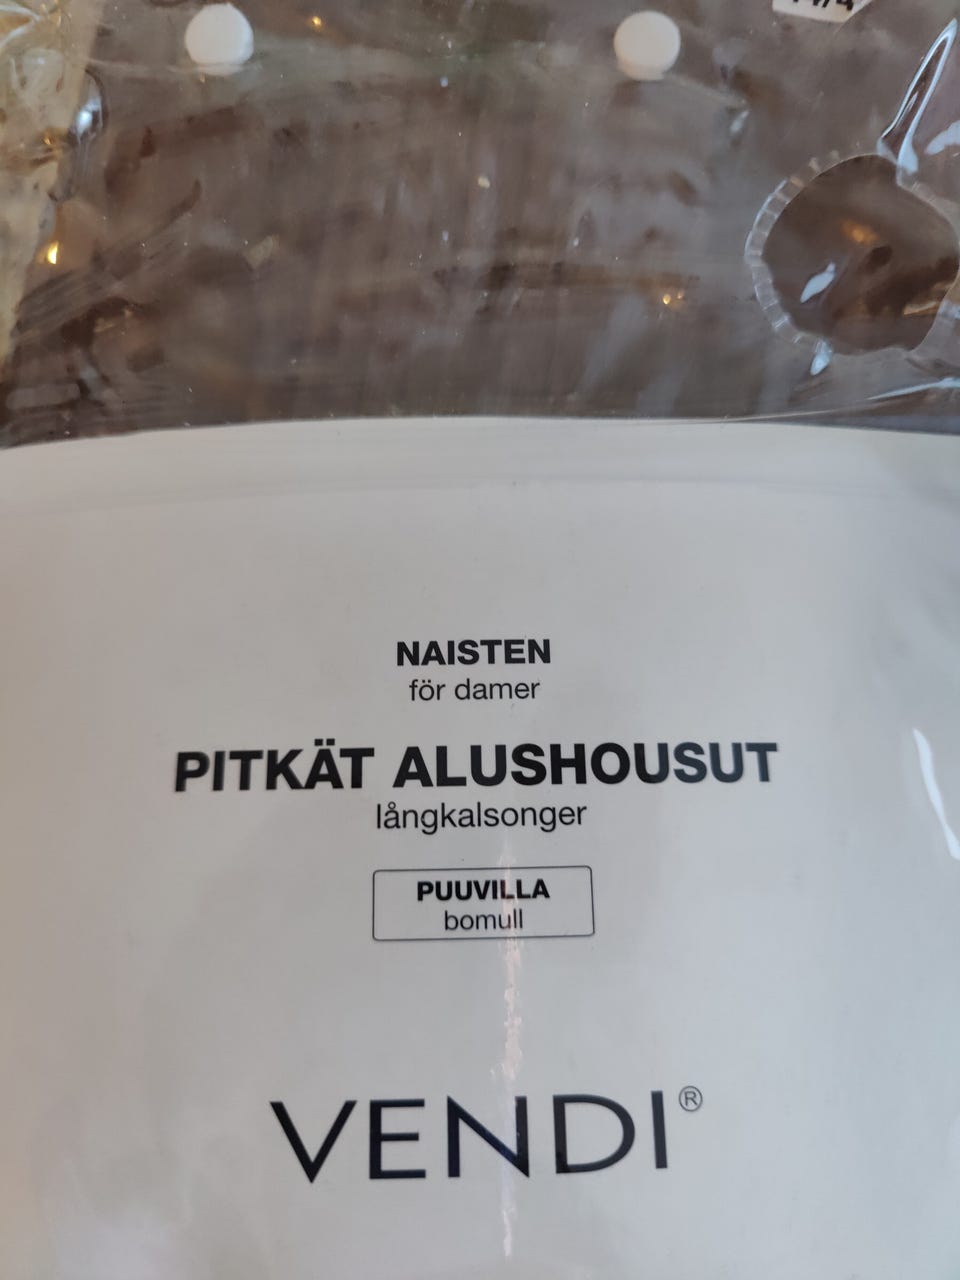 NAISTEN
för damer
PITKÄT ALUSHOUSUT
långkalsonger
PUUVILLA
bomull
VENDI®